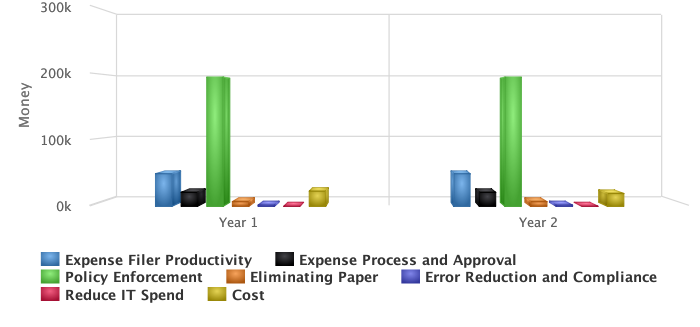 300k
200k
100k
0k
Money
Year 1
Year 2
Expense Filer Productivity
Expense Process and Approval
Policy Enforcement
Eliminating Paper
Error Reduction and Compliance
Reduce IT Spend
Cost